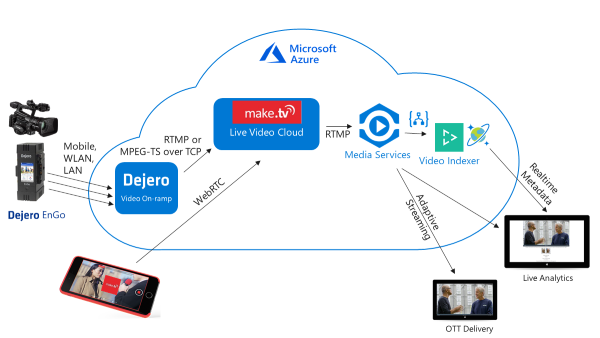 Microsoft
Azure
make.tv
Live Video Cloud
RTMP
Media Services
Video Indexer
RTMP or
MPEG-TS over TCP
Mobile,
WLAN,
LAN
Dejero
Dejero EnGo
Dejero
Video On-ramp
WebRTC
Adaptive
Streaming
Realtime
Metadata
Live Analytics
OTT Delivery